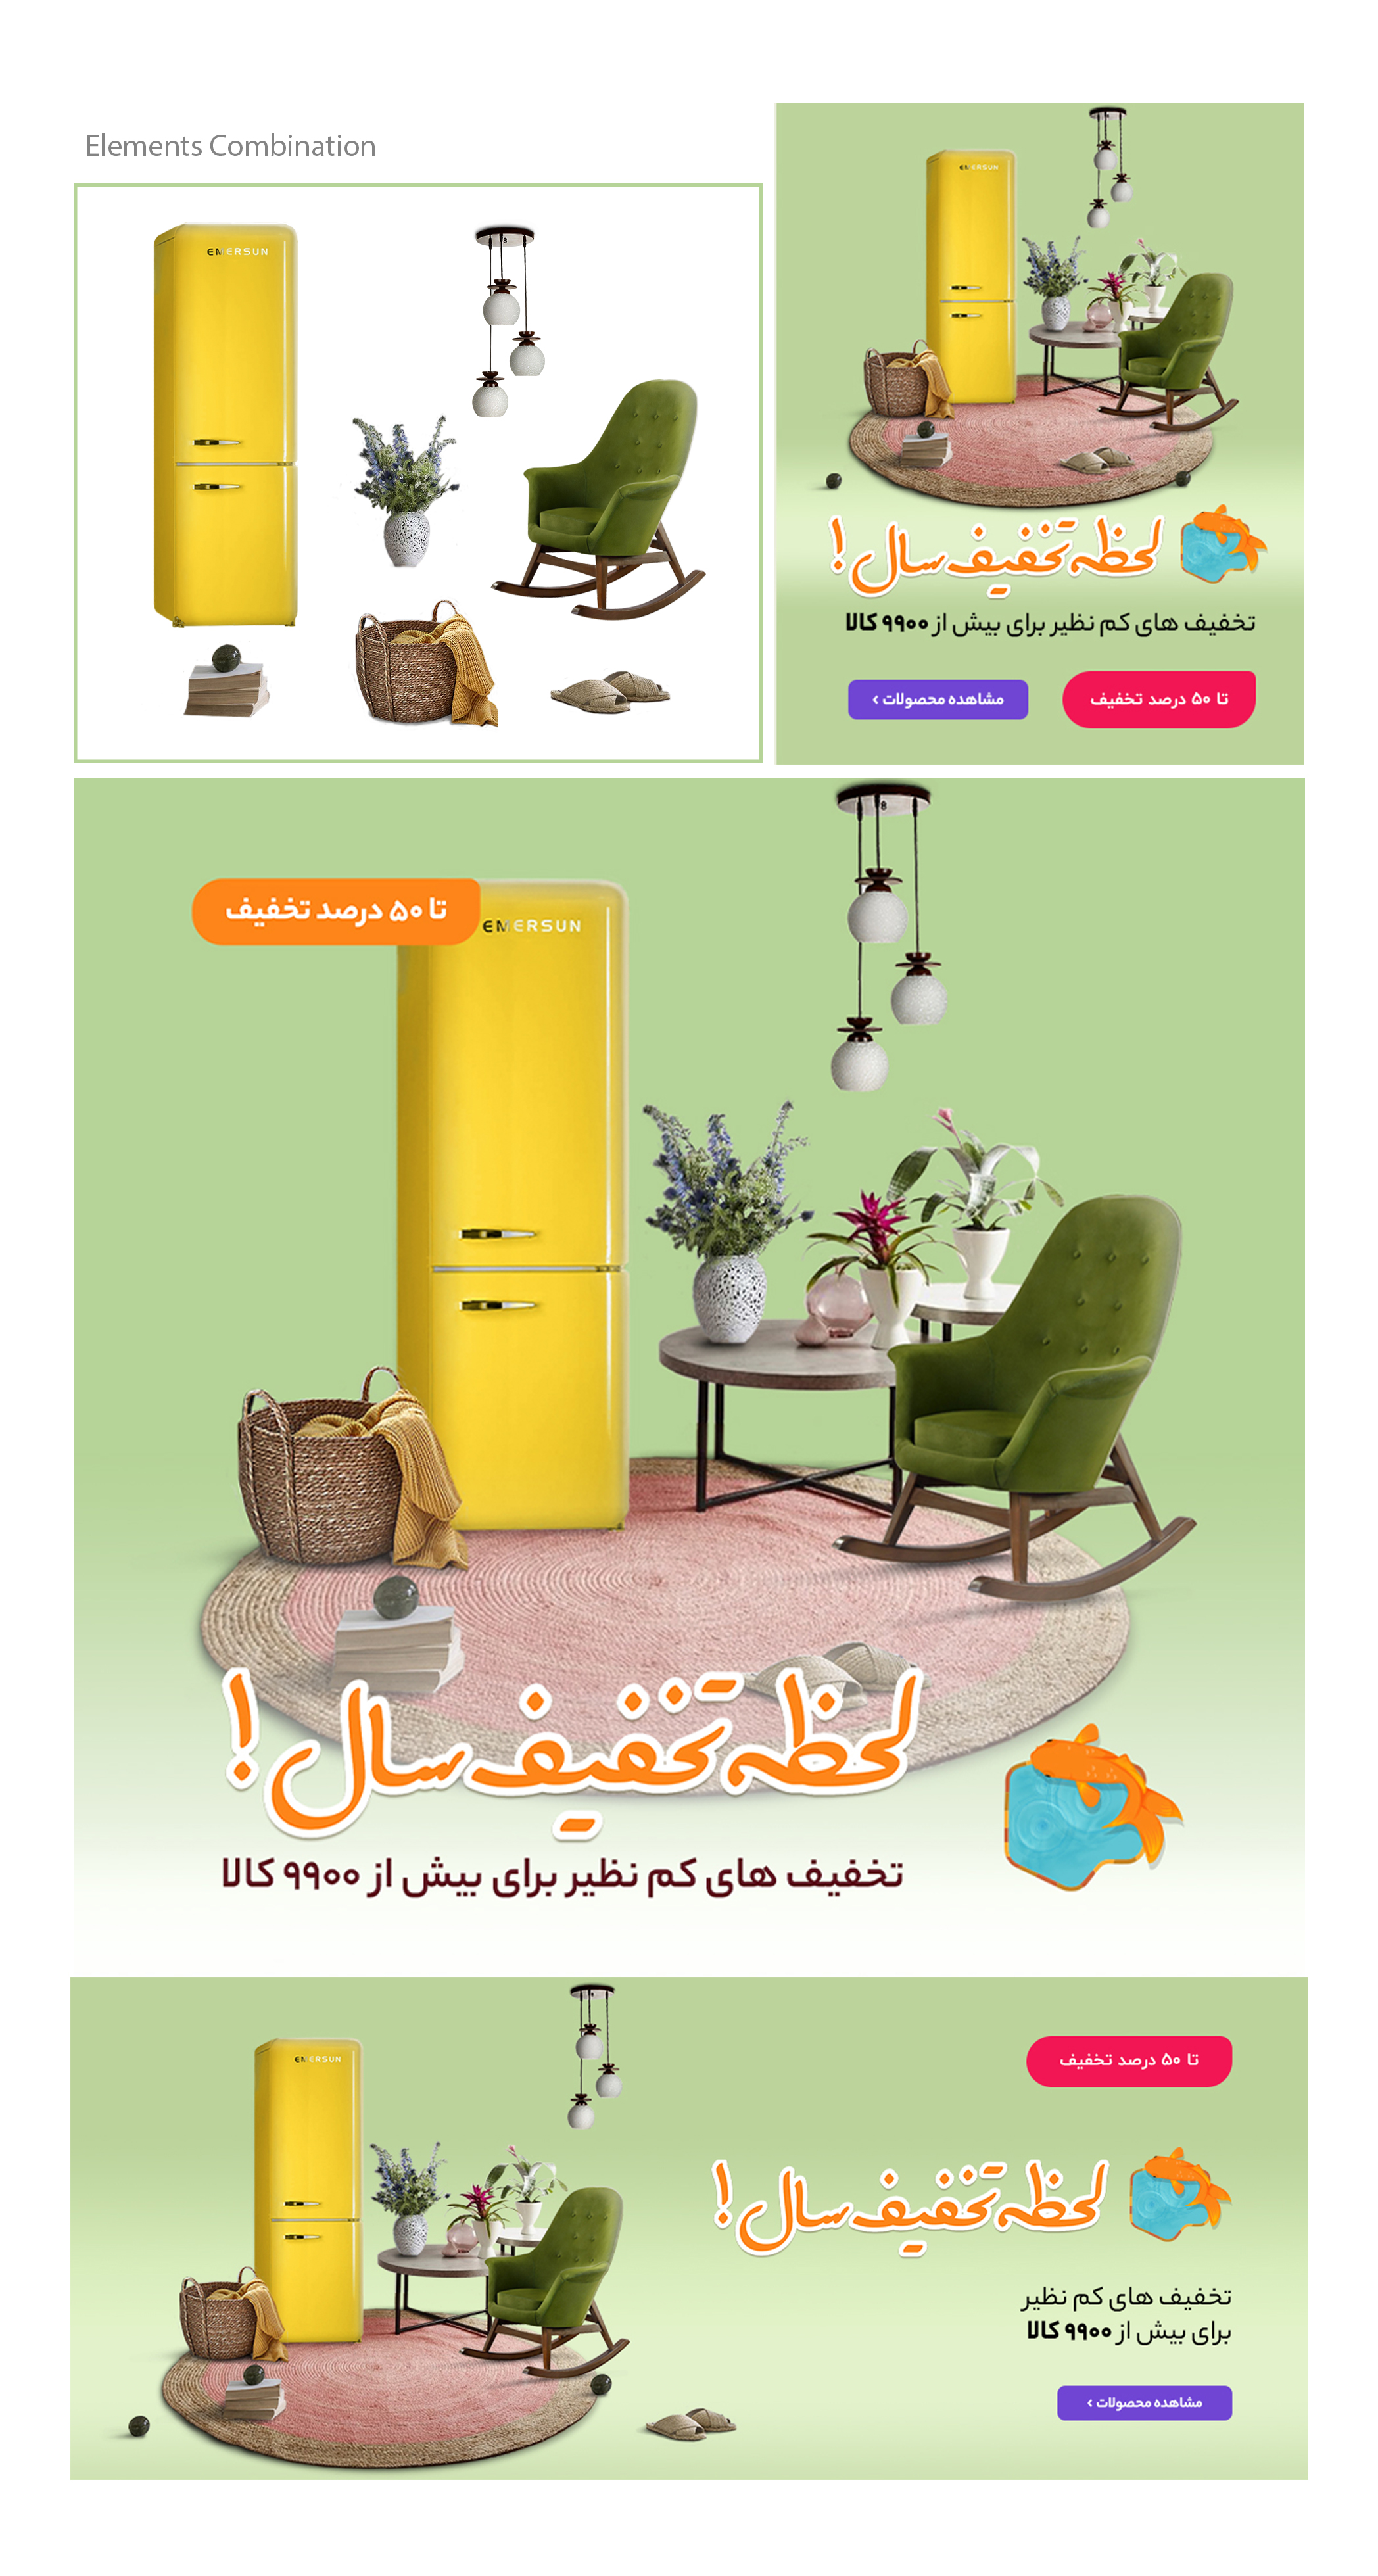 Elements Combination
EMERSUN
EMERSUN
لحظه تخفیف سال!
تخفیف های کم نظیر برای بیش از ۹۹۰۰ کالا
تا ۵۰ درصد تخفیف
مشاهده محصولات ›
تا ۵۰ درصد تخفیف
EMERSUN
لحظه تخفیف سال!
تخفیف های کم نظیر برای بیش از ۹۹۰۰ کالا
EMERSUN
تا ۵۰ درصد تخفیف
لحظه تخفیف سال!
تخفیف های کم نظیر
برای بیش از ۹۹۰۰ کالا
مشاهده محصولات ›